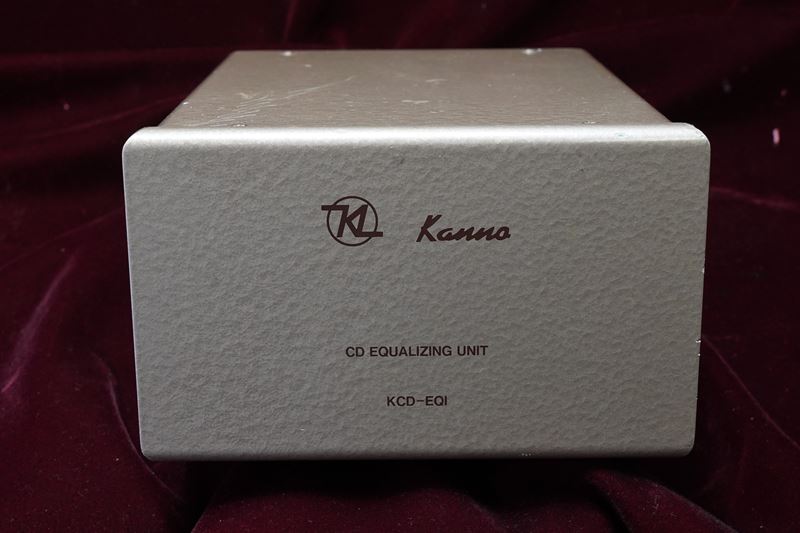 KL Kanno
CD EQUALIZING UNIT
KCD-EQI